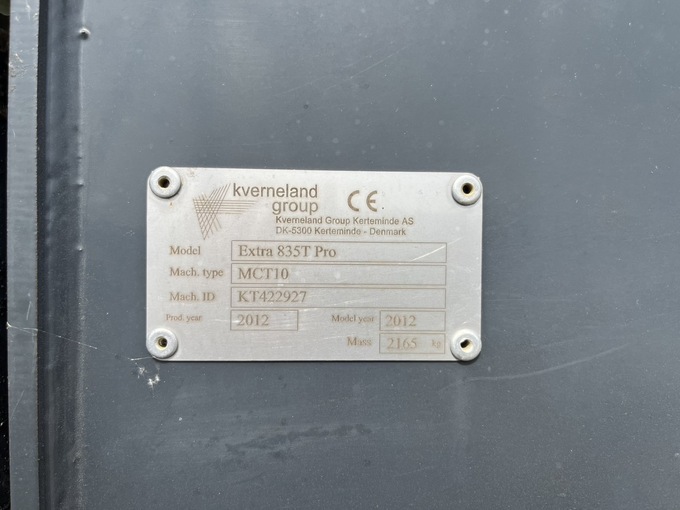 kverneland
group
CE
Kverneland Group Kerteminde AS
DK-5300 Kerteminde - Denmark
Model Extra 835T Pro
Mach. type MCT10
Mach. ID KT422927
Prod. year 2012 Model year 2012
Mass 2165 kg